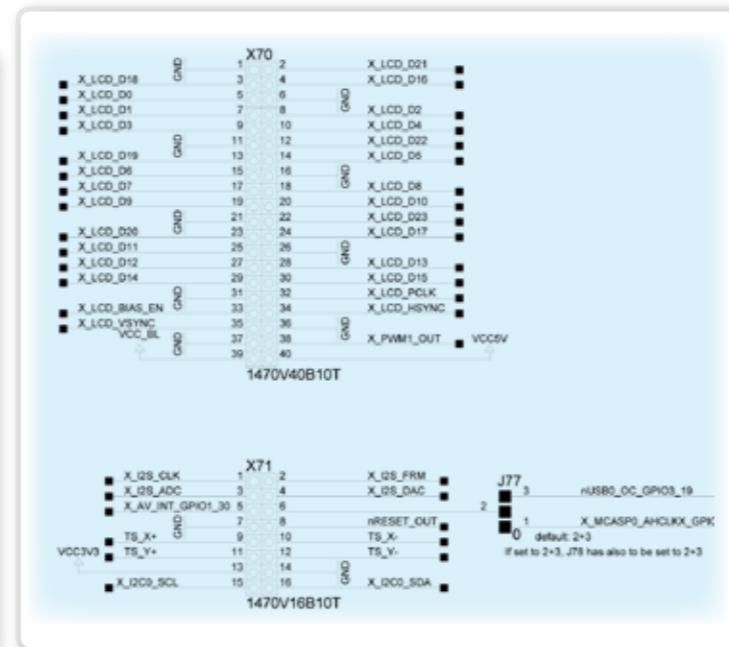 X70
GND 1 2 X_LCD_D21
X_LCD_D18 3 4 X_LCD_D16
X_LCD_D0 5 6 GND
X_LCD_D1 7 8 X_LCD_D2
X_LCD_D3 9 10 X_LCD_D4
GND 11 12 X_LCD_D22
X_LCD_D19 13 14 X_LCD_D5
X_LCD_D6 15 16 GND
X_LCD_D7 17 18 X_LCD_D8
X_LCD_D9 19 20 X_LCD_D10
GND 21 22 X_LCD_D23
X_LCD_D20 23 24 X_LCD_D17
X_LCD_D11 25 26 GND
X_LCD_D12 27 28 X_LCD_D13
X_LCD_D14 29 30 X_LCD_D15
GND 31 32 X_LCD_PCLK
X_LCD_BIAS_EN 33 34 X_LCD_HSYNC
X_LCD_VSYNC 35 36 GND
VCC_BL GND 37 38 X_PWM1_OUT VCC5V
39 40
1470V40B10T
X71
X_I2S_CLK 1 2 X_I2S_FRM
X_I2S_ADC 3 4 X_I2S_DAC
X_AV_INT_GPIO1_30 5 6
GND 7 8 nRESET_OUT
TS_X+ 9 10 TS_X-
VCC3V3 TS_Y+ 11 12 TS_Y-
13 14 GND
X_I2C0_SCL 15 16 X_I2C0_SDA
1470V16B10T
J77
3 nUSB0_OC_GPIO3_19
2
1 X_MCASP0_AHCLKX_GPIO
0 default: 2+3
If set to 2+3, J78 has also to be set to 2+3